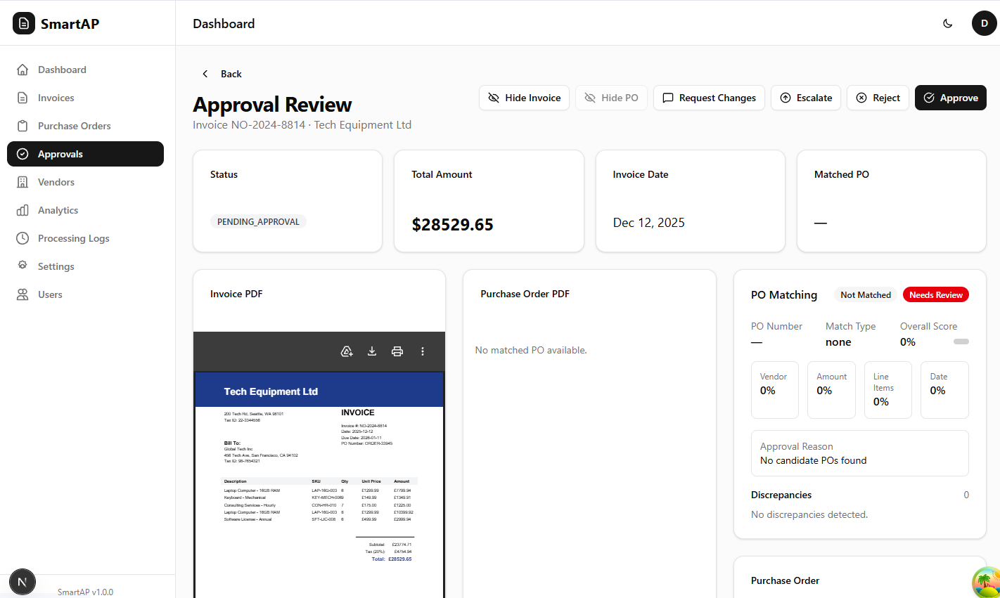 SmartAP
Dashboard
D
Dashboard
Invoices
Purchase Orders
Approvals
Vendors
Analytics
Processing Logs
Settings
Users
N
SmartAP v1.0.0
Back
Approval Review
Invoice NO-2024-8814 · Tech Equipment Ltd
Hide Invoice
Hide PO
Request Changes
Escalate
Reject
Approve
Status
PENDING_APPROVAL
Total Amount
$28529.65
Invoice Date
Dec 12, 2025
Matched PO
—
Invoice PDF
Tech Equipment Ltd
200 Tech Rd, Seattle, WA 98101
Tax ID: 22-3344556
INVOICE
Invoice #: NO-2024-8814
Date: 2025-12-12
Due Date: 2026-01-11
PO Number: ORDER-33945
Bill To:
Global Tech Inc
456 Tech Ave, San Francisco, CA 94102
Tax ID: 98-7654321
Description SKU Qty Unit Price Amount
Laptop Computer - 16GB RAM LAP-16G-003 6 £1299.99 £7799.94
Keyboard - Mechanical KEY-MECH-0069 £149.99 £1349.91
Consulting Services - Hourly CON-HR-010 7 £175.00 £1225.00
Laptop Computer - 16GB RAM LAP-16G-003 8 £1299.99 £10399.92
Software License - Annual SFT-LIC-008 6 £499.99 £2999.94
Subtotal: £23774.71
Tax (20%): £4754.94
Total: £28529.65
Purchase Order PDF
No matched PO available.
PO Matching
Not Matched
Needs Review
PO Number
—
Match Type
none
Overall Score
0%
Vendor
0%
Amount
0%
Line
Items
0%
Date
0%
Approval Reason
No candidate POs found
Discrepancies 0
No discrepancies detected.
Purchase Order